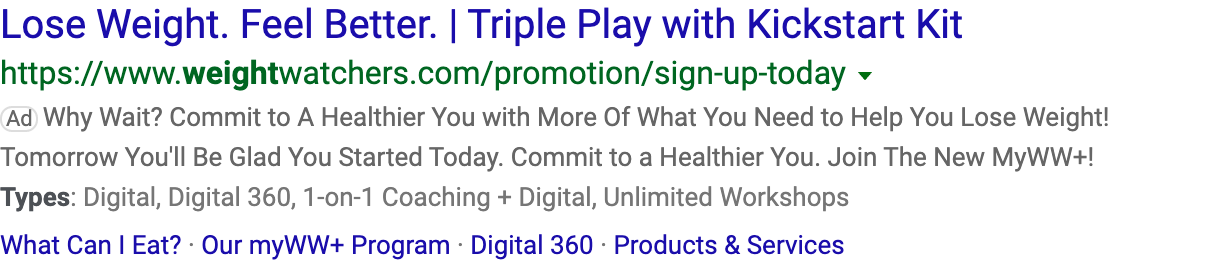 Lose Weight. Feel Better. | Triple Play with Kickstart Kit
https://www.weightwatchers.com/promotion/sign-up-today
Ad Why Wait? Commit to A Healthier You with More Of What You Need to Help You Lose Weight!
Tomorrow You'll Be Glad You Started Today. Commit to a Healthier You. Join The New MyWW+!
Types: Digital, Digital 360, 1-on-1 Coaching + Digital, Unlimited Workshops
What Can I Eat? · Our myWW+ Program · Digital 360 · Products & Services